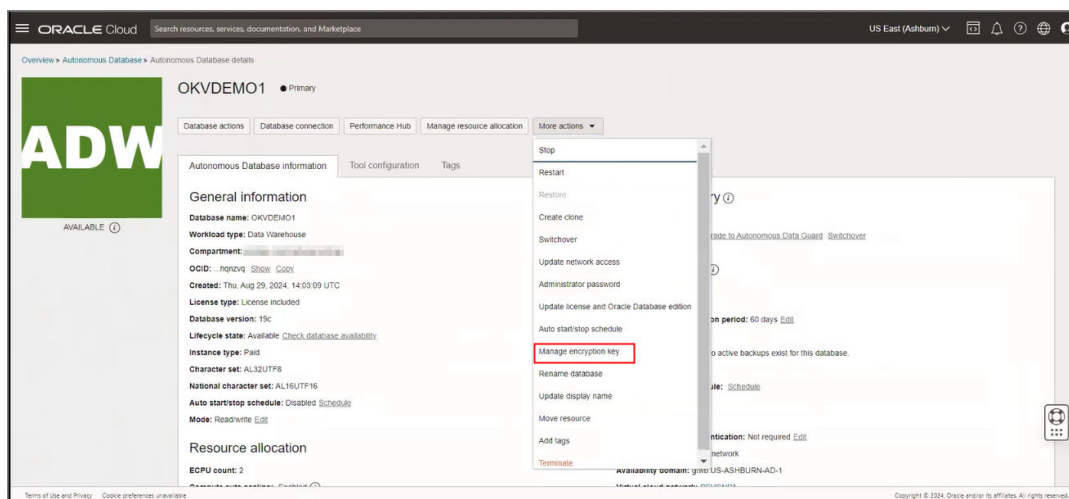 ORACLE Cloud
Search resources, services, documentation, and Marketplace
US East (Ashburn)
Overview » Autonomous Database » Autonomous Database details
ADW
AVAILABLE
OKVDEMO1
Primary
Database actions
Database connection
Performance Hub
Manage resource allocation
More actions
Stop
Restart
Restore
Create clone
Switchover
Update network access
Administrator password
Update license and Oracle Database edition
Auto start/stop schedule
Manage encryption key
Rename database
Update display name
Move resource
Add tags
Terminate
Autonomous Database information
Tool configuration
Tags
General information
Database name: OKVDEMO1
Workload type: Data Warehouse
Compartment:
OCID: ...hqnzvq Show Copy
Created: Thu, Aug 29, 2024, 14:03:09 UTC
License type: License included
Database version: 19c
Lifecycle state: Available Check database availability
Instance type: Paid
Character set: AL32UTF8
National character set: AL16UTF16
Auto start/stop schedule: Disabled Schedule
Mode: Read/write Edit
Resource allocation
ECPU count: 2
to Autonomous Data Guard Switchover
period: 60 days Edit
active backups exist for this database.
Schedule
Not required Edit
network
Availability domain:
US-ASHBURN-AD-1
Terms of Use and Privacy
Cookie preferences unavailable
Copyright © 2024, Oracle and/or its affiliates. All rights reserved.